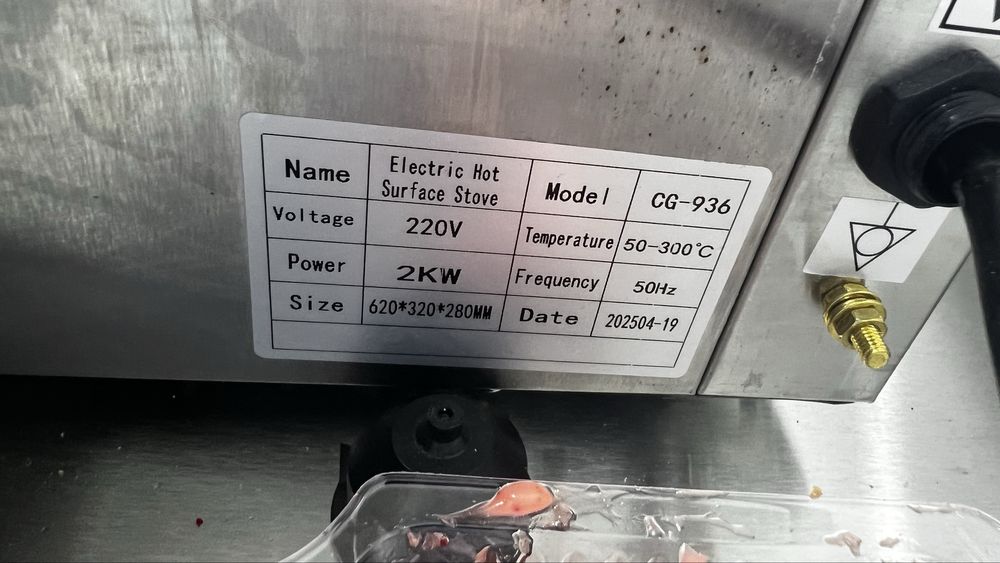 Name Electric Hot Surface Stove Model CG-936
Voltage 220V Temperature 50-300℃
Power 2KW Frequency 50Hz
Size 620*320*280MM Date 202504-19